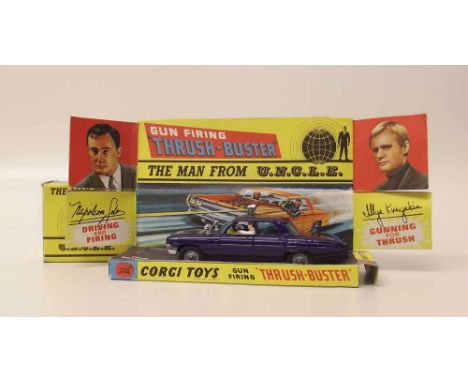 GUN FIRING
"THRUSH-BUSTER"
THE MAN FROM U.N.C.L.E.
THE
Napoleon Solo
DRIVING
AND
FIRING
U.N.C.L.E.
Illya Kuryakin
GUNNING
FOR
THRUSH
CORGI TOYS GUN FIRING "THRUSH-BUSTER"